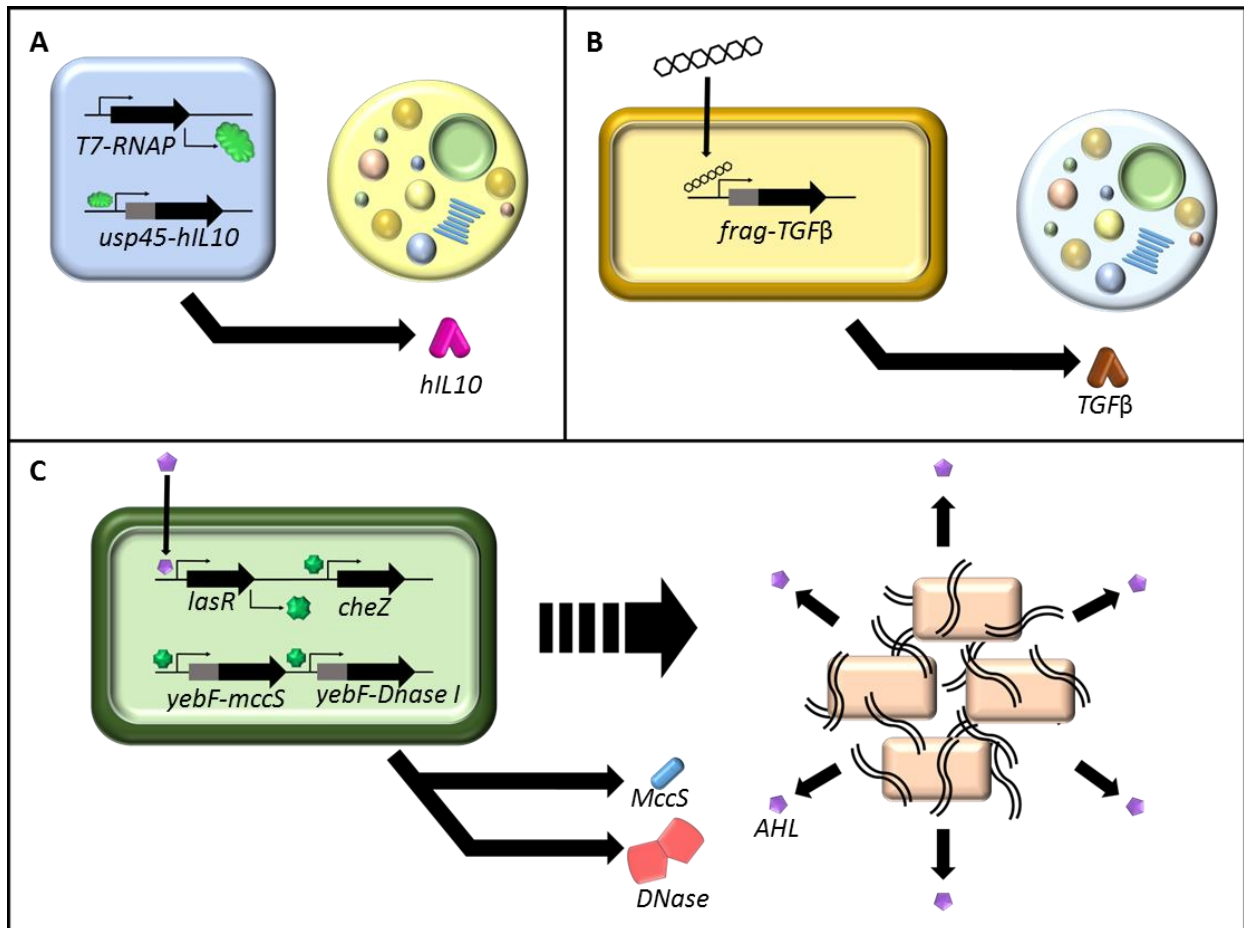 A
T7-RNAP
usp45-hIL10
hIL10
B
frag-TGFβ
TGFβ
C
lasR
cheZ
yebF-mccS
yebF-Dnase I
MccS
DNase
AHL